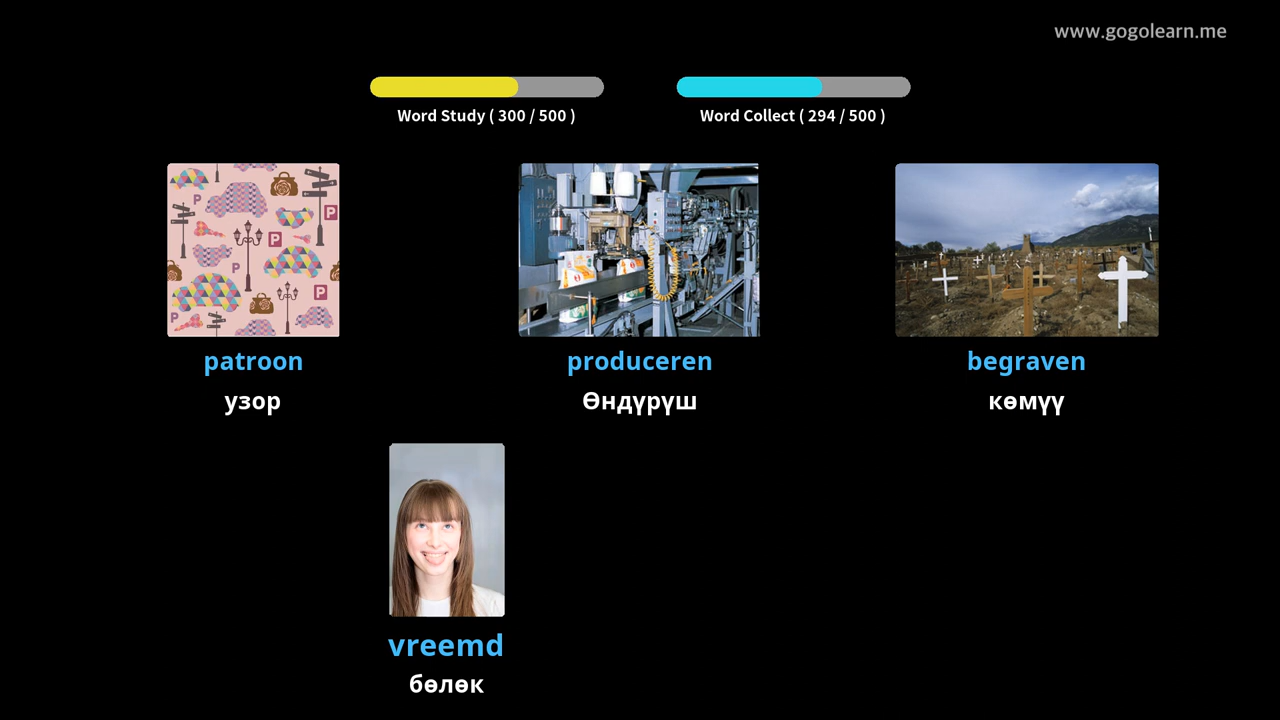 www.gogolearn.me
Word Study ( 300 / 500 )
Word Collect ( 294 / 500 )
P
P
P
P
P
P
patroon
узор
produceren
Өндүрүш
begraven
көмүү
vreemd
бөлөк